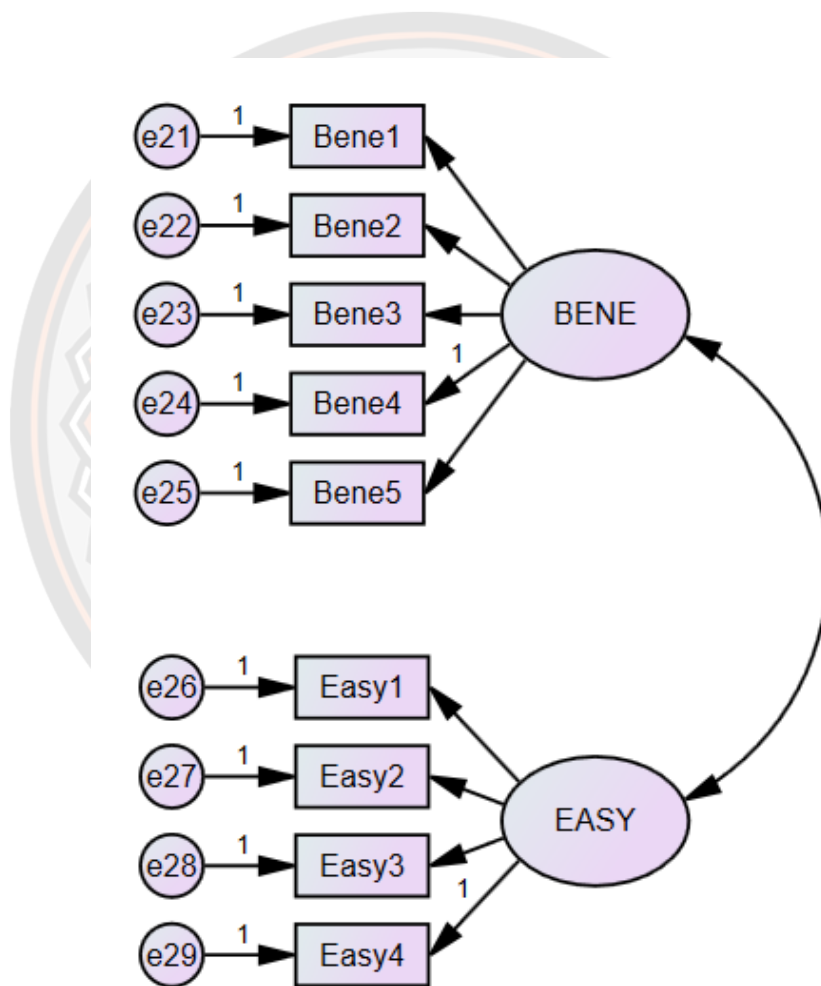 e21 1 Bene1
e22 1 Bene2
BENE
e23 1 Bene3
1
e24 1 Bene4
e25 1 Bene5
e26 1 Easy1
e27 1 Easy2
EASY
e28 1 Easy3
1
e29 1 Easy4